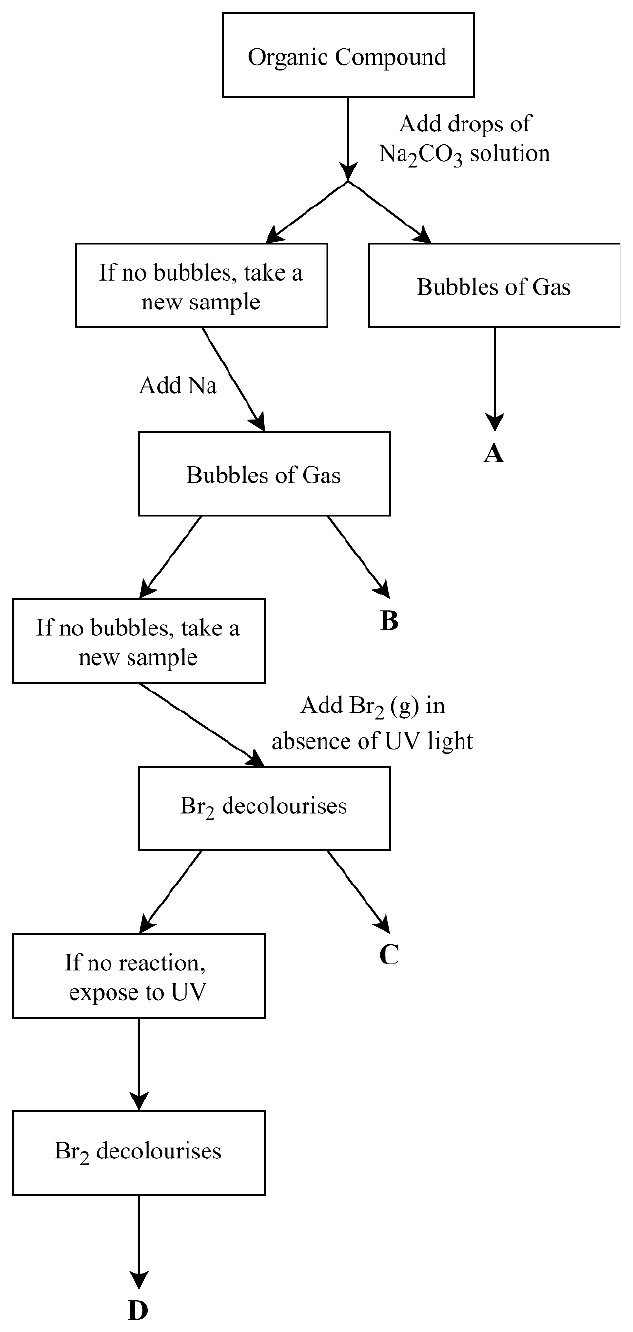 Organic Compound
Add drops of
Na₂CO₃ solution
If no bubbles, take a
new sample
Bubbles of Gas
Add Na
A
Bubbles of Gas
B
If no bubbles, take a
new sample
Add Br₂ (g) in
absence of UV light
Br₂ decolourises
C
If no reaction,
expose to UV
Br₂ decolourises
D